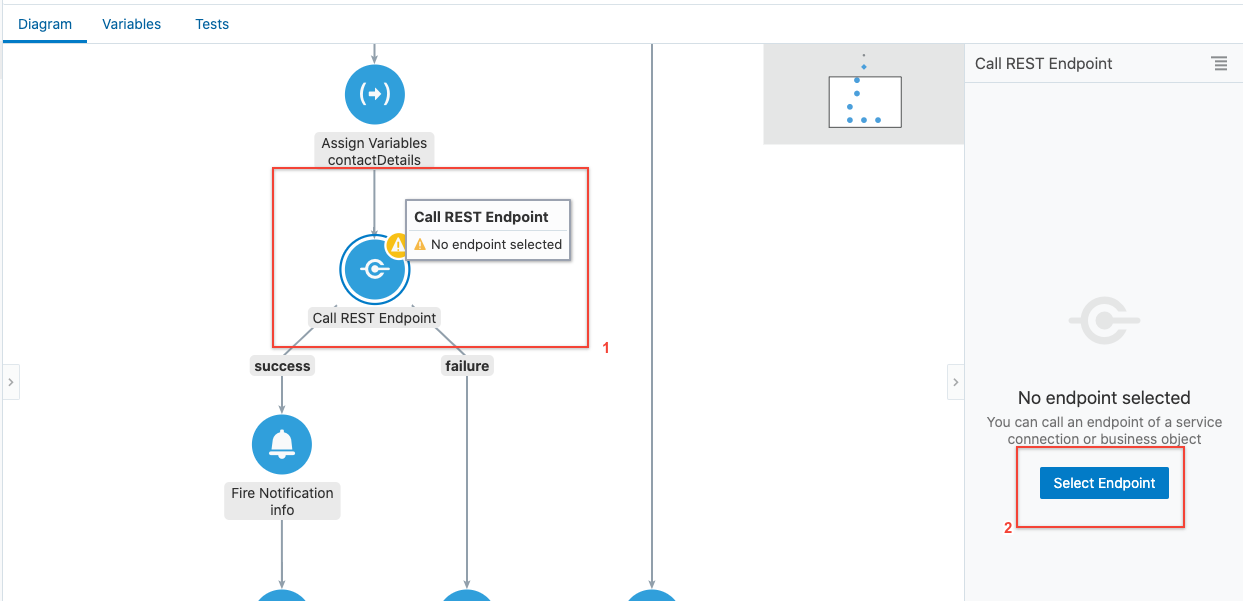 Diagram
Variables
Tests
Call REST Endpoint
Assign Variables
contactDetails
Call REST Endpoint
No endpoint selected
Call REST Endpoint
1
success
failure
Fire Notification
info
No endpoint selected
You can call an endpoint of a service
connection or business object
Select Endpoint
2